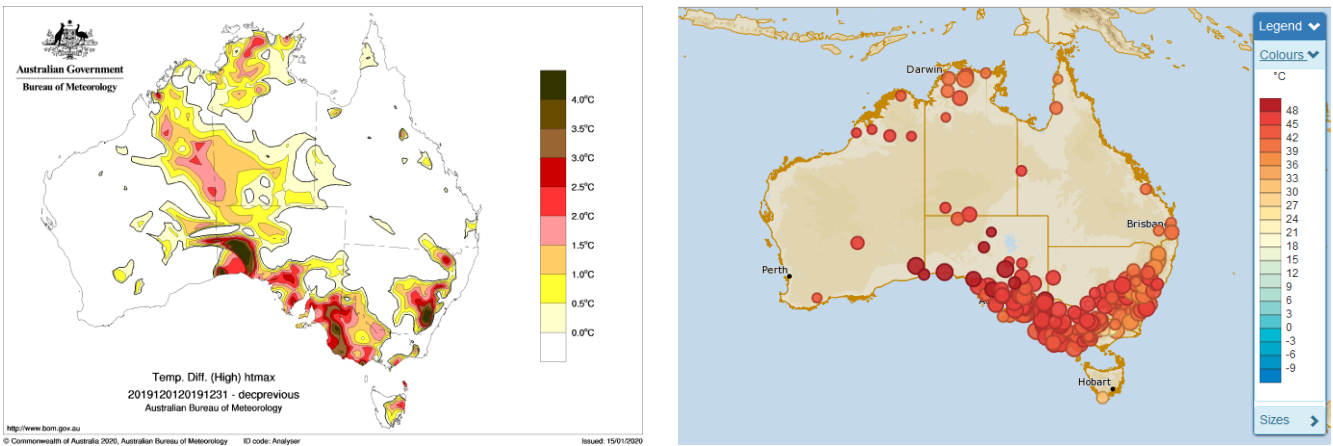 Australian Government
Bureau of Meteorology
4.0°C
3.5°C
3.0°C
2.5°C
2.0°C
1.5°C
1.0°C
0.5°C
0.0°C
Temp. Diff. (High) htmax
2019120120191231 - decprevious
Australian Bureau of Meteorology
http://www.bom.gov.au
© Commonwealth of Australia 2020, Australian Bureau of Meteorology ID code: Analyser Issued: 15/01/2020
Darwin
Brisbane
Perth
Hobart
Legend
Colours
°C
48
45
42
39
36
33
30
27
24
21
18
15
12
9
6
3
0
-3
-6
-9
Sizes